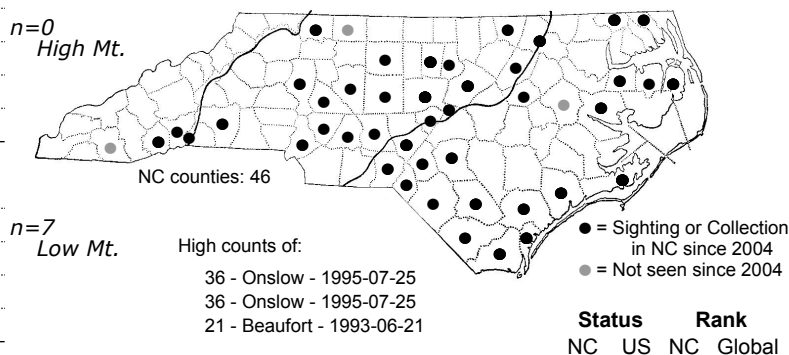 n=0
High Mt.
NC counties: 46
n=7
Low Mt.
High counts of:
36 - Onslow - 1995-07-25
36 - Onslow - 1995-07-25
21 - Beaufort - 1993-06-21
● = Sighting or Collection
in NC since 2004
● = Not seen since 2004
Status Rank
NC US NC Global